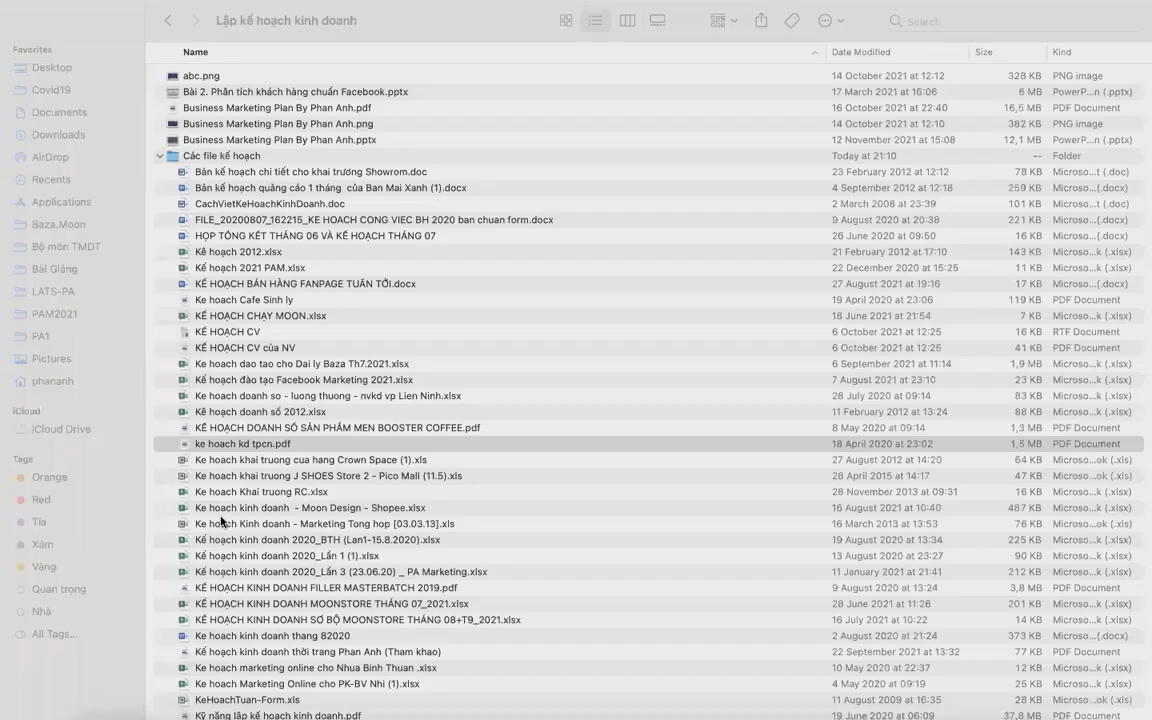 Lập kế hoạch kinh doanh
Search
Favorites
Desktop
Covid19
Documents
Downloads
AirDrop
Recents
Applications
Baza.Moon
Bộ môn TMDT
Bài Giảng
LATS-PA
PAM2021
PA1
Pictures
phananh
iCloud
iCloud Drive
Tags
Orange
Red
Tía
Xám
Vàng
Quan trọng
Nhà
All Tags...
Name Date Modified Size Kind
abc.png 14 October 2021 at 12:12 328 KB PNG image
Bài 2. Phân tích khách hàng chuẩn Facebook.pptx 17 March 2021 at 16:06 6 MB PowerP...n (.pptx)
Business Marketing Plan By Phan Anh.pdf 16 October 2021 at 22:40 16,5 MB PDF Document
Business Marketing Plan By Phan Anh.png 14 October 2021 at 12:10 382 KB PNG image
Business Marketing Plan By Phan Anh.pptx 12 November 2021 at 15:08 12,1 MB PowerP...n (.pptx)
Các file kế hoạch Today at 21:10 -- Folder
Bản kế hoạch chi tiết cho khai trương Showrom.doc 23 February 2012 at 12:12 78 KB Microso...t (.doc)
Bản kế hoạch quảng cáo 1 tháng của Ban Mai Xanh (1).docx 4 September 2012 at 12:18 259 KB Microso...(.docx)
CachVietKeHoachKinhDoanh.doc 2 March 2008 at 23:39 101 KB Microso...t (.doc)
FILE_20200807_162215_KE HOACH CONG VIEC BH 2020 ban chuan form.docx 9 August 2020 at 20:38 221 KB Microso...(.docx)
HỌP TỔNG KẾT THÁNG 06 VÀ KẾ HOẠCH THÁNG 07 26 June 2020 at 09:50 16 KB Microso...(.docx)
Kê hoạch 2012.xlsx 21 February 2012 at 17:10 143 KB Microso...k (.xlsx)
Kế hoạch 2021 PAM.xlsx 22 December 2020 at 15:25 11 KB Microso...k (.xlsx)
KẾ HOẠCH BÁN HÀNG FANPAGE TUẦN TỚI.docx 27 August 2021 at 19:16 17 KB Microso...(.docx)
Ke hoach Cafe Sinh ly 19 April 2020 at 23:06 119 KB PDF Document
KẾ HOẠCH CHẠY MOON.xlsx 18 June 2021 at 21:54 7 KB Microso...k (.xlsx)
KẾ HOẠCH CV 6 October 2021 at 12:25 16 KB RTF Document
KẾ HOẠCH CV của NV 6 October 2021 at 12:25 41 KB PDF Document
Ke hoach dao tao cho Dai ly Baza Th7.2021.xlsx 6 September 2021 at 11:14 1,9 MB Microso...k (.xlsx)
Kế hoạch đào tạo Facebook Marketing 2021.xlsx 7 August 2021 at 23:10 23 KB Microso...k (.xlsx)
Ke hoach doanh so - luong thuong - nvkd vp Lien Ninh.xlsx 28 July 2020 at 09:14 83 KB Microso...k (.xlsx)
Kê hoạch doanh số 2012.xlsx 11 February 2012 at 13:24 88 KB Microso...k (.xlsx)
KẾ HOẠCH DOANH SỐ SẢN PHẨM MEN BOOSTER COFFEE.pdf 8 May 2020 at 09:14 1,3 MB PDF Document
ke hoach kd tpcn.pdf 18 April 2020 at 23:02 1,5 MB PDF Document
Ke hoach khai truong cua hang Crown Space (1).xls 27 August 2012 at 14:20 64 KB Microso...ok (.xls)
Ke hoach khai truong J SHOES Store 2 - Pico Mall (11.5).xls 28 April 2015 at 14:17 47 KB Microso...ok (.xls)
Ke hoach Khai truong RC.xlsx 28 November 2013 at 09:31 16 KB Microso...k (.xlsx)
Ke hoach kinh doanh - Moon Design - Shopee.xlsx 16 August 2021 at 10:40 487 KB Microso...k (.xlsx)
Ke hoạch Kinh doanh - Marketing Tong hop [03.03.13].xls 16 March 2013 at 13:53 76 KB Microso...ok (.xls)
Kế hoạch kinh doanh 2020_BTH (Lan1-15.8.2020).xlsx 19 August 2020 at 13:34 225 KB Microso...k (.xlsx)
Kế hoạch kinh doanh 2020_Lần 1 (1).xlsx 13 August 2020 at 23:27 90 KB Microso...k (.xlsx)
Kế hoạch kinh doanh 2020_Lần 3 (23.06.20) _ PA Marketing.xlsx 11 January 2021 at 21:41 212 KB Microso...k (.xlsx)
KẾ HOẠCH KINH DOANH FILLER MASTERBATCH 2019.pdf 9 August 2020 at 13:24 3,8 MB PDF Document
KẾ HOẠCH KINH DOANH MOONSTORE THÁNG 07_2021.xlsx 28 June 2021 at 11:26 201 KB Microso...k (.xlsx)
KẾ HOẠCH KINH DOANH SƠ BỘ MOONSTORE THÁNG 08+T9_2021.xlsx 16 July 2021 at 10:22 14 KB Microso...k (.xlsx)
Ke hoach kinh doanh thang 82020 2 August 2020 at 21:24 373 KB Microso...(.docx)
Kế hoạch kinh doanh thời trang Phan Anh (Tham khao) 22 September 2021 at 13:32 77 KB PDF Document
Ke hoach marketing online cho Nhua Binh Thuan .xlsx 10 May 2020 at 22:37 12 KB Microso...k (.xlsx)
Ke hoach Marketing Online cho PK-BV Nhi (1).xlsx 4 May 2020 at 09:19 25 KB Microso...k (.xlsx)
KeHoachTuan-Form.xls 11 August 2009 at 16:35 28 KB Microso...ok (.xls)
Kỹ năng lập kế hoạch kinh doanh.pdf 19 June 2020 at 06:09 37,8 MB PDF Document